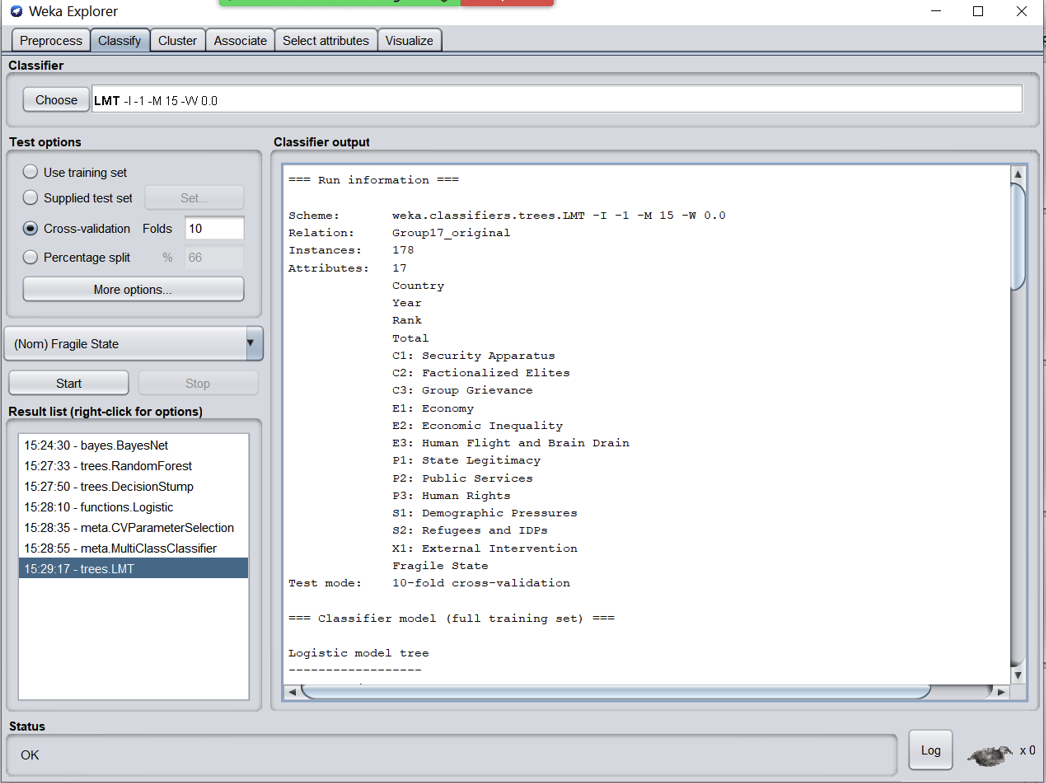 Weka Explorer
Preprocess Classify Cluster Associate Select attributes Visualize
Classifier
Choose LMT -I -1 -M 15 -W 0.0
Test options
Use training set
Supplied test set Set...
Cross-validation Folds 10
Percentage split % 66
More options...
(Nom) Fragile State
Start Stop
Result list (right-click for options)
15:24:30 - bayes.BayesNet
15:27:33 - trees.RandomForest
15:27:50 - trees.DecisionStump
15:28:10 - functions.Logistic
15:28:35 - meta.CVParameterSelection
15:28:55 - meta.MultiClassClassifier
15:29:17 - trees.LMT
Classifier output
=== Run information ===
Scheme: weka.classifiers.trees.LMT -I -1 -M 15 -W 0.0
Relation: Group17_original
Instances: 178
Attributes: 17
Country
Year
Rank
Total
C1: Security Apparatus
C2: Factionalized Elites
C3: Group Grievance
E1: Economy
E2: Economic Inequality
E3: Human Flight and Brain Drain
P1: State Legitimacy
P2: Public Services
P3: Human Rights
S1: Demographic Pressures
S2: Refugees and IDPs
X1: External Intervention
Fragile State
Test mode: 10-fold cross-validation
=== Classifier model (full training set) ===
Logistic model tree
------------------
Status
OK
Log x 0